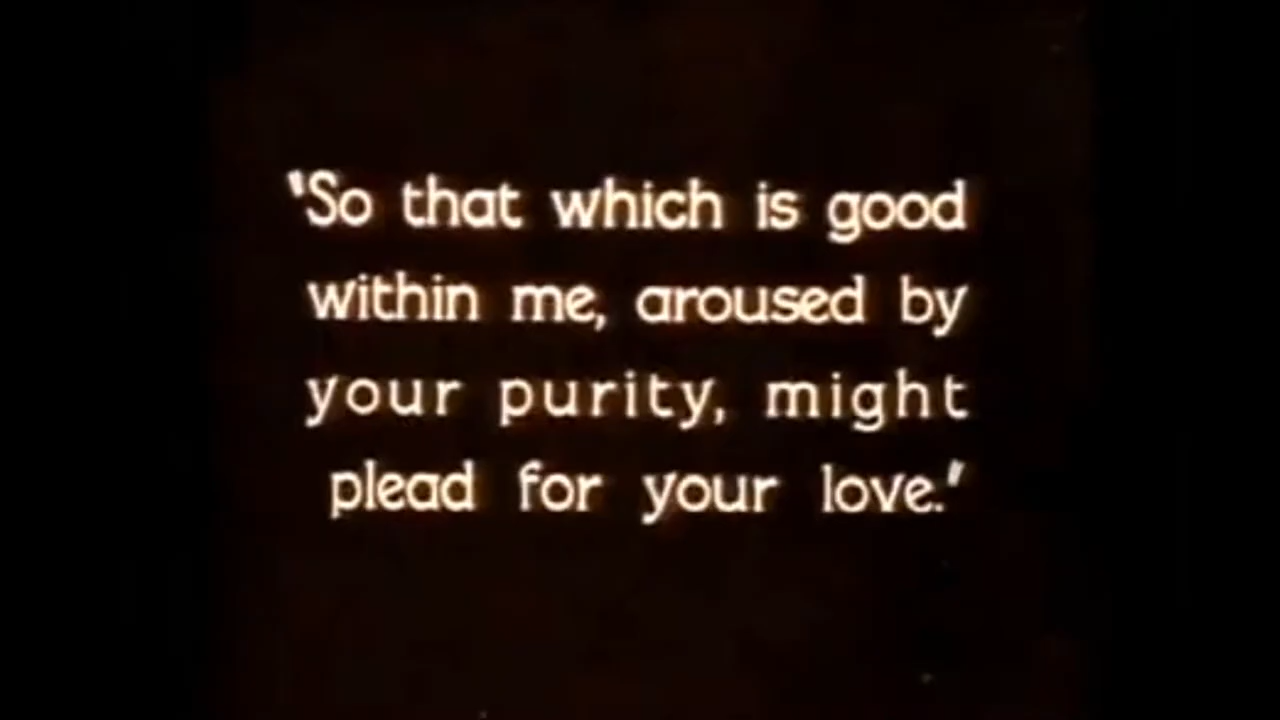 "So that which is good
within me, aroused by
your purity, might
plead for your love."